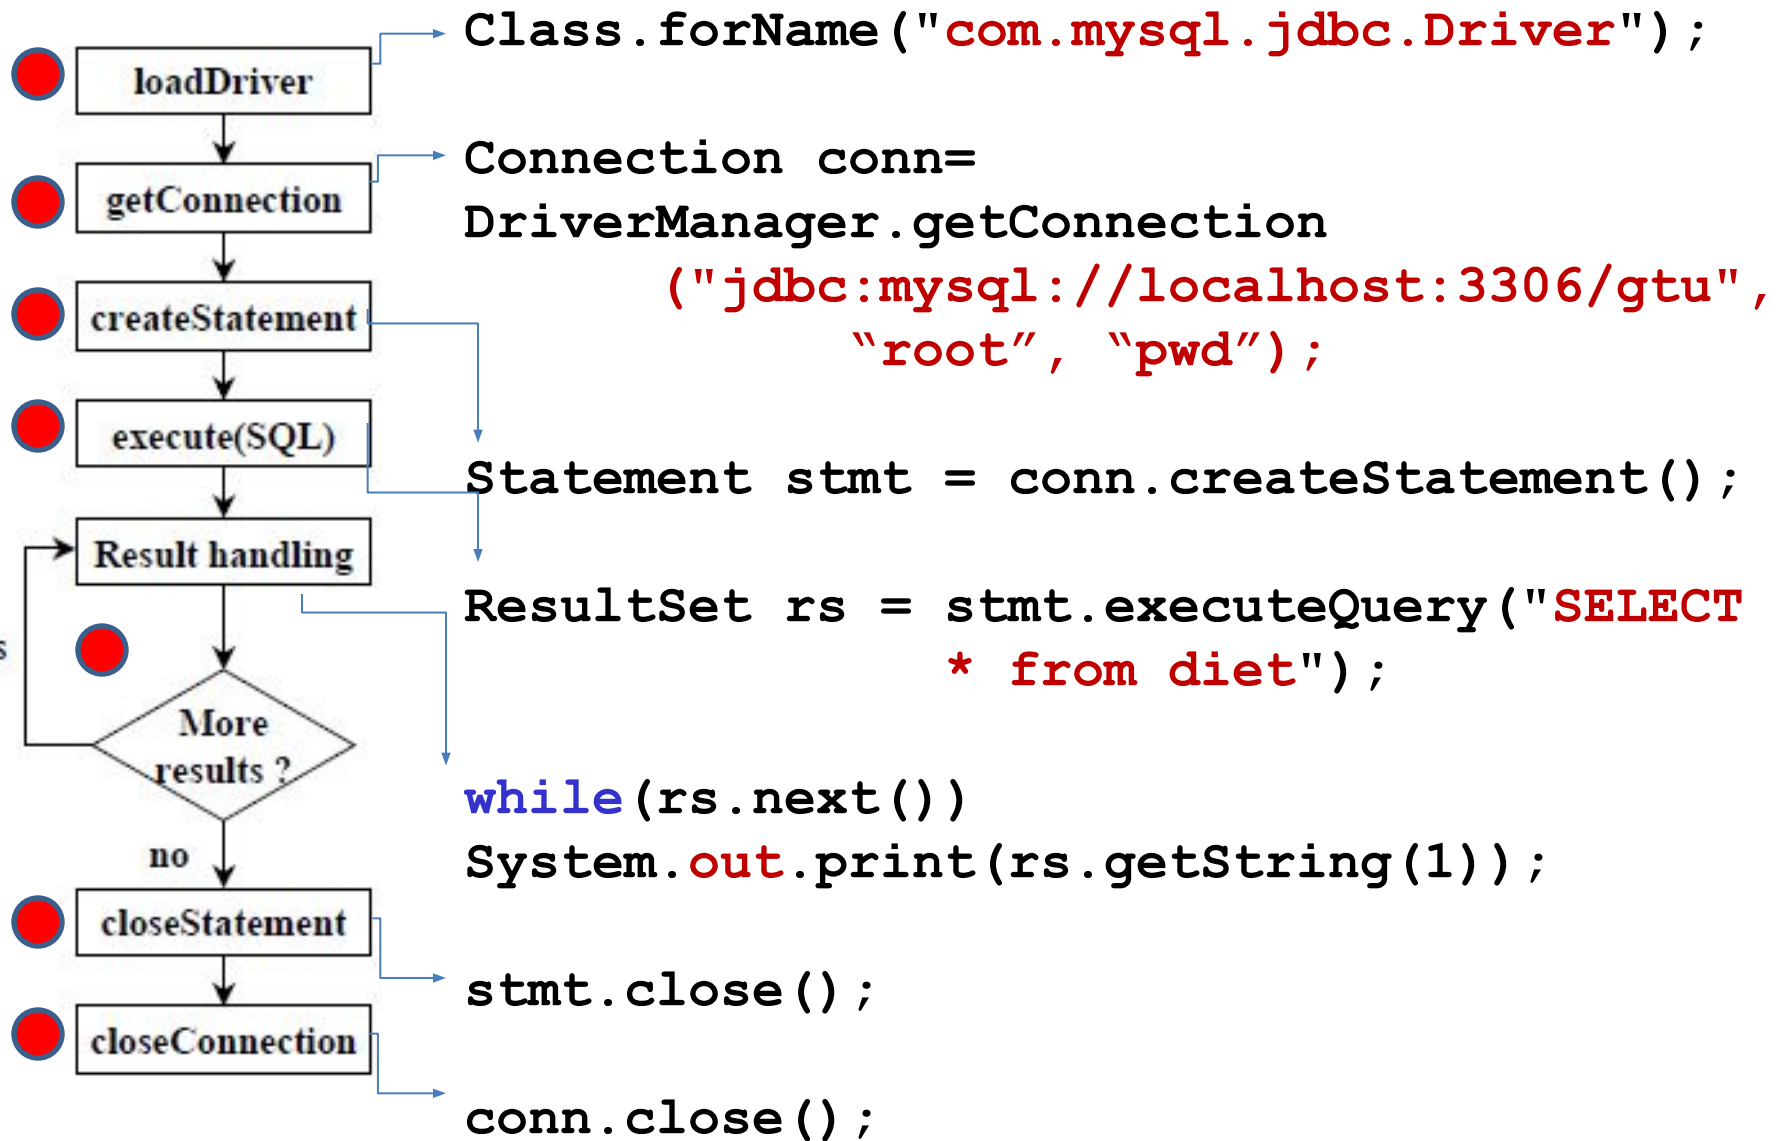 loadDriver
getConnection
createStatement
execute(SQL)
Result handling
s
More
results ?
no
closeStatement
closeConnection
Class.forName("com.mysql.jdbc.Driver");
Connection conn=
DriverManager.getConnection
("jdbc:mysql://localhost:3306/gtu",
“root”, “pwd”);
Statement stmt = conn.createStatement();
ResultSet rs = stmt.executeQuery("SELECT
* from diet");
while(rs.next())
System.out.print(rs.getString(1));
stmt.close();
conn.close();